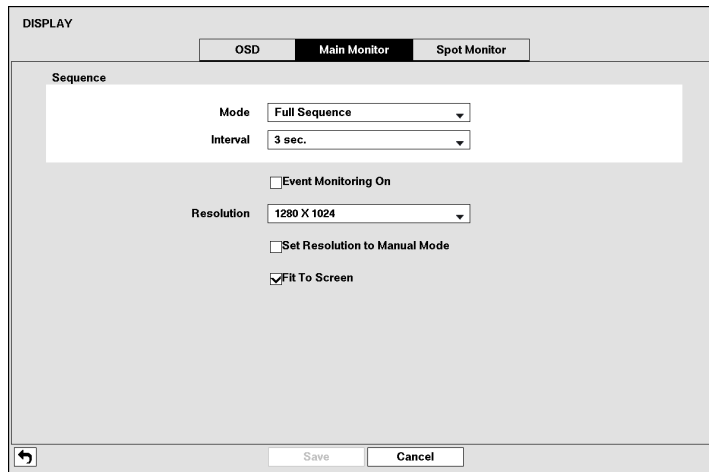 DISPLAY
OSD Main Monitor Spot Monitor
Sequence
Mode Full Sequence
Interval 3 sec.
Event Monitoring On
Resolution 1280 X 1024
Set Resolution to Manual Mode
Fit To Screen
Save Cancel